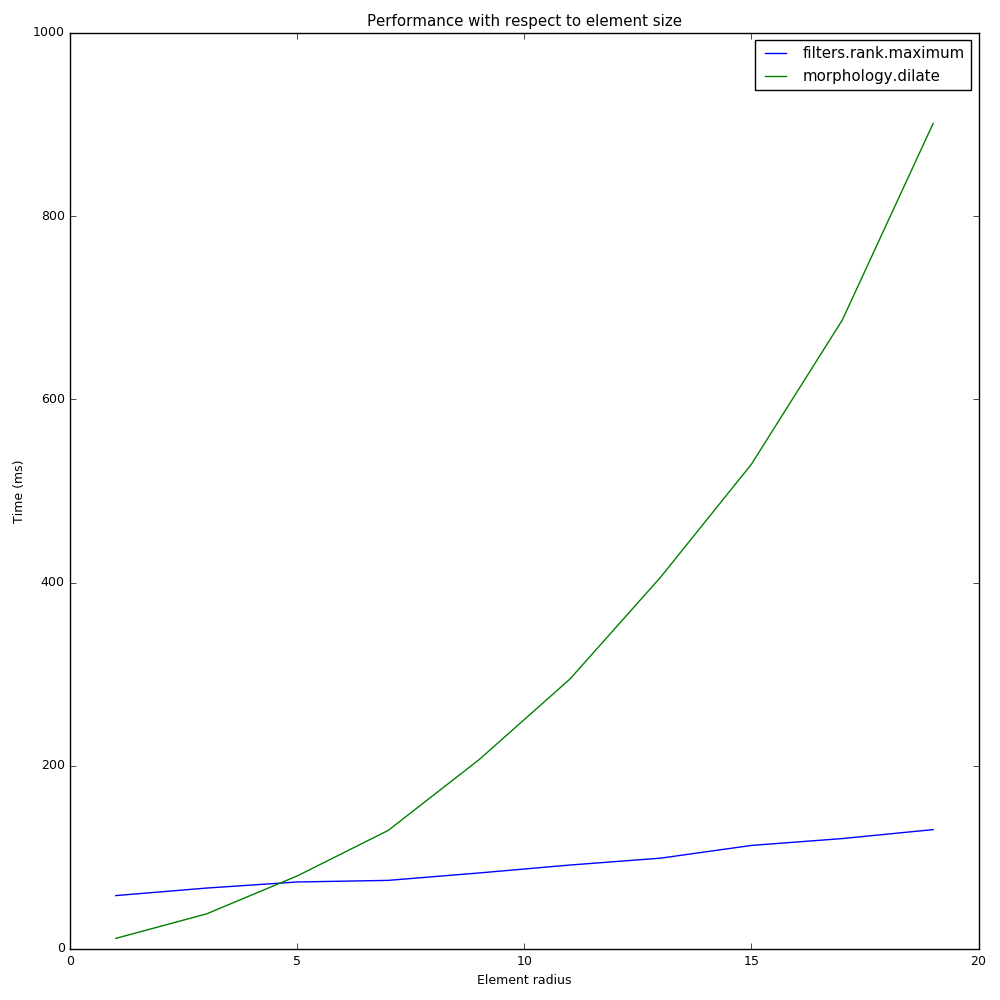 Performance with respect to element size
filters.rank.maximum
morphology.dilate
1000
800
600
400
200
0
Time (ms)
0 5 10 15 20
Element radius